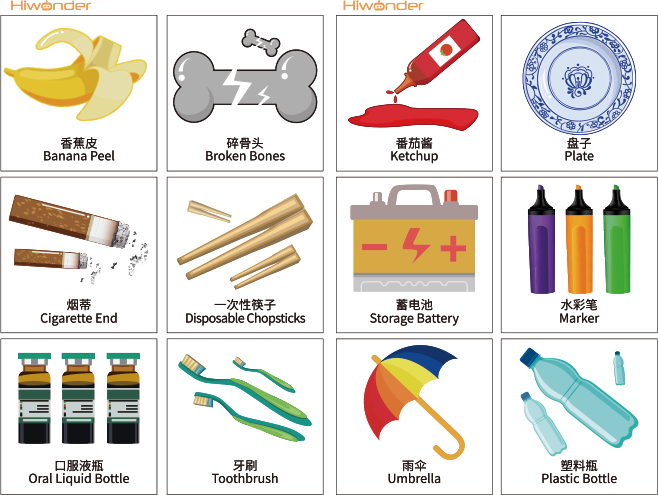 Hiwonder
Hiwonder
香蕉皮
Banana Peel
碎骨头
Broken Bones
番茄酱
Ketchup
盘子
Plate
烟蒂
Cigarette End
一次性筷子
Disposable Chopsticks
蓄电池
Storage Battery
水彩笔
Marker
口服液瓶
Oral Liquid Bottle
牙刷
Toothbrush
雨伞
Umbrella
塑料瓶
Plastic Bottle